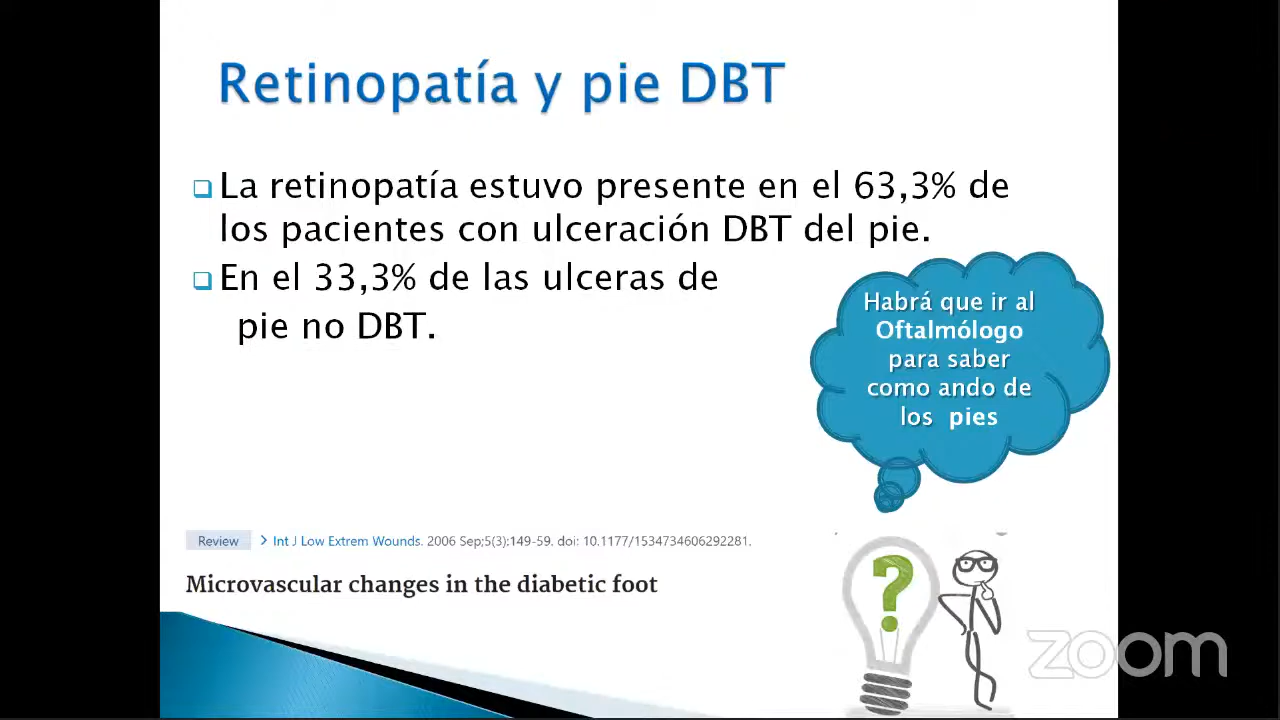 Retinopatía y pie DBT
La retinopatía estuvo presente en el 63,3% de
los pacientes con ulceración DBT del pie.
En el 33,3% de las ulceras de
pie no DBT.
Habrá que ir al
Oftalmólogo
para saber
como ando de
los pies
Review > Int J Low Extrem Wounds. 2006 Sep;5(3):149-59. doi: 10.1177/1534734606292281.
Microvascular changes in the diabetic foot
?
zoom